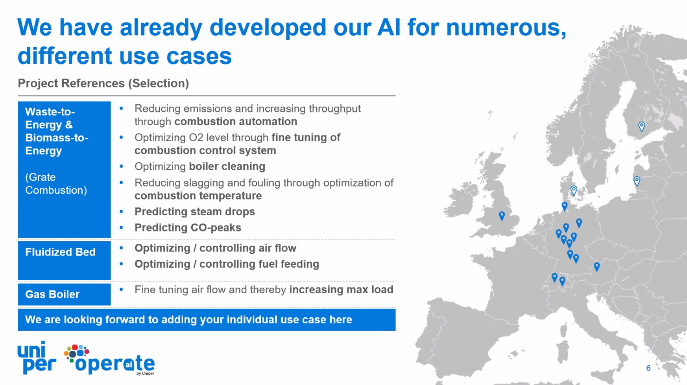 We have already developed our AI for numerous,
different use cases
Project References (Selection)
Waste-to-
Energy &
Biomass-to-
Energy
(Grate
Combustion)
• Reducing emissions and increasing throughput
through combustion automation
• Optimizing O2 level through fine tuning of
combustion control system
• Optimizing boiler cleaning
• Reducing slagging and fouling through optimization of
combustion temperature
• Predicting steam drops
• Predicting CO-peaks
Fluidized Bed
• Optimizing / controlling air flow
• Optimizing / controlling fuel feeding
Gas Boiler
• Fine tuning air flow and thereby increasing max load
We are looking forward to adding your individual use case here
uni
per
operate
by Uniper
6